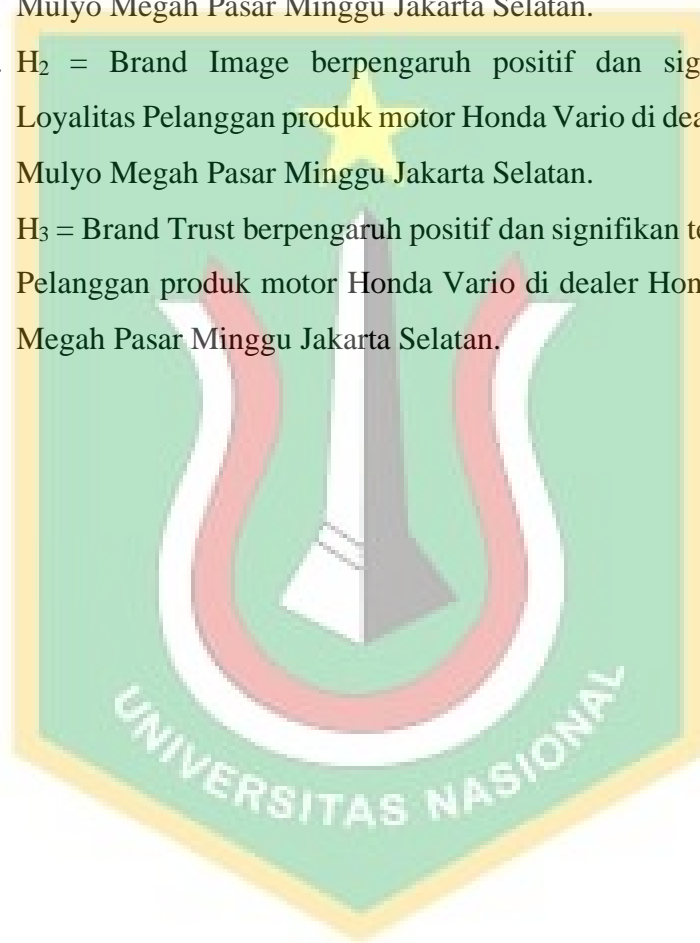 Mulyo Megah Pasar Minggu Jakarta Selatan.
H₂ = Brand Image berpengaruh positif dan sig
Loyalitas Pelanggan produk motor Honda Vario di dea
Mulyo Megah Pasar Minggu Jakarta Selatan.
H₃ = Brand Trust berpengaruh positif dan signifikan t
Pelanggan produk motor Honda Vario di dealer Hon
Megah Pasar Minggu Jakarta Selatan.
UNIVERSITAS NASIONAL